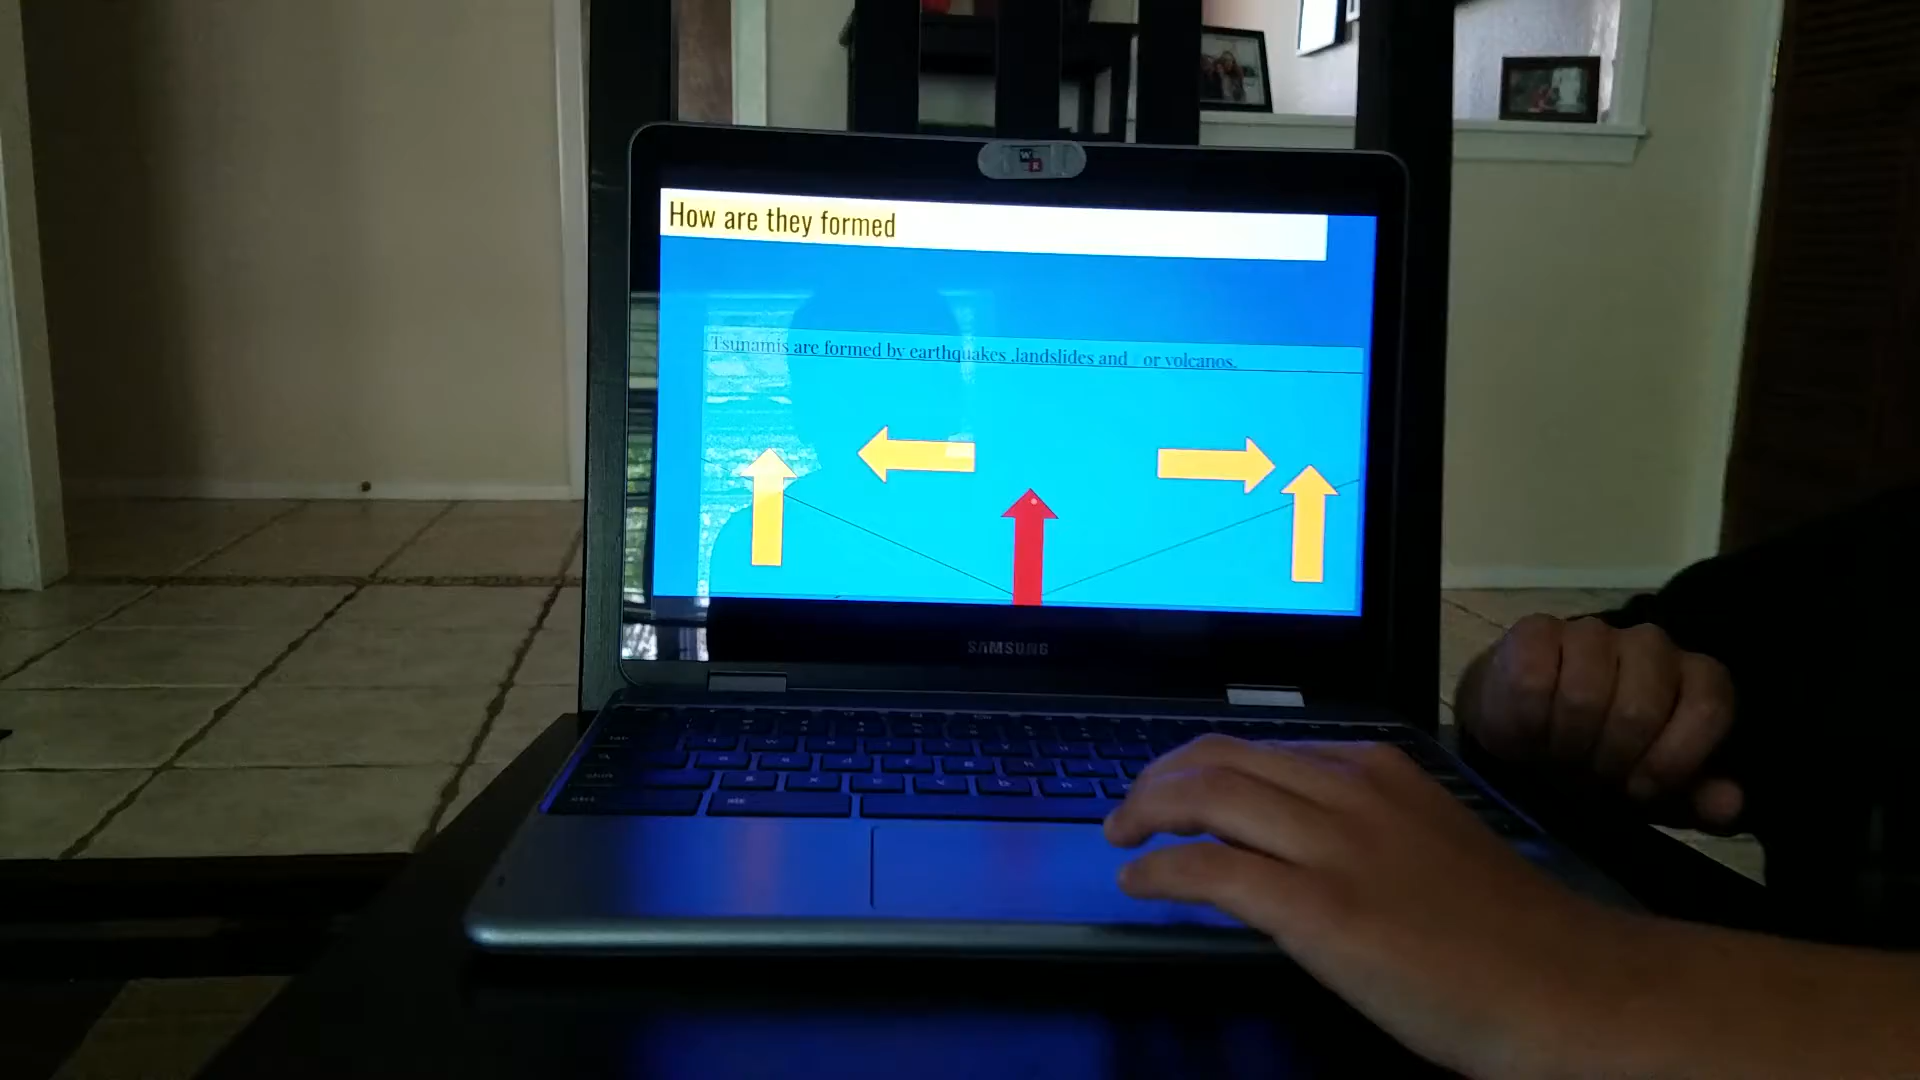 How are they formed
Tsunamis are formed by earthquakes ,landslides and or volcanos.
SAMSUNG